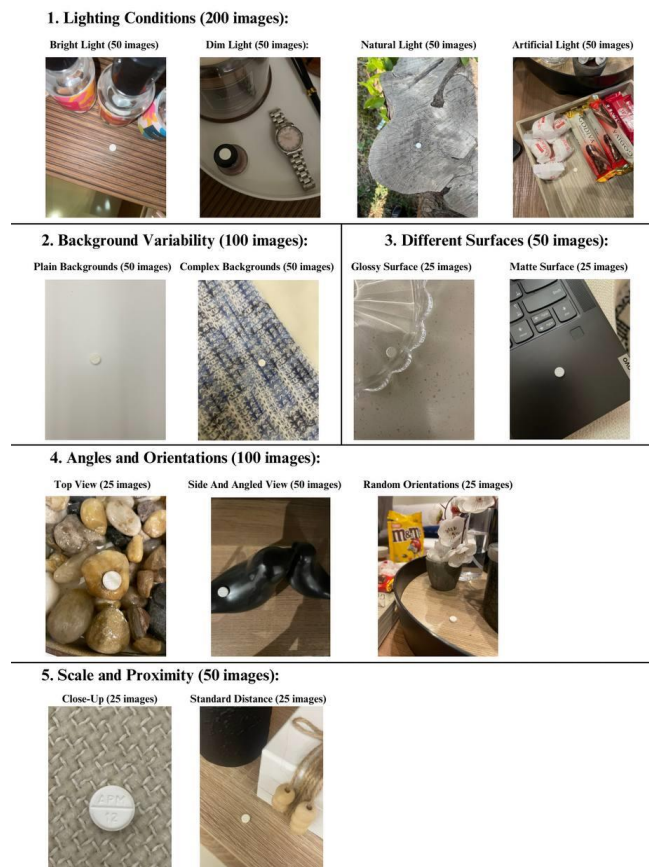 1. Lighting Conditions (200 images):
Bright Light (50 images)
Dim Light (50 images):
Natural Light (50 images)
Artificial Light (50 images)
2. Background Variability (100 images):
3. Different Surfaces (50 images):
Plain Backgrounds (50 images)
Complex Backgrounds (50 images)
Glossy Surface (25 images)
Matte Surface (25 images)
4. Angles and Orientations (100 images):
Top View (25 images)
Side And Angled View (50 images)
Random Orientations (25 images)
m&m's
5. Scale and Proximity (50 images):
Close-Up (25 images)
Standard Distance (25 images)
APM
12